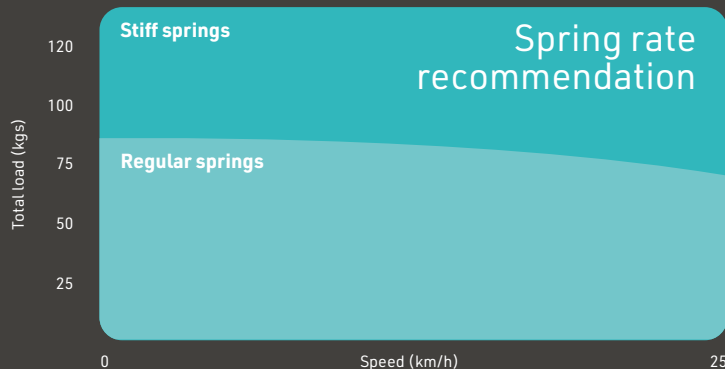 Stiff springs
Spring rate
recommendation
120
100
75
50
25
Total load (kgs)
Regular springs
0
Speed (km/h)
25